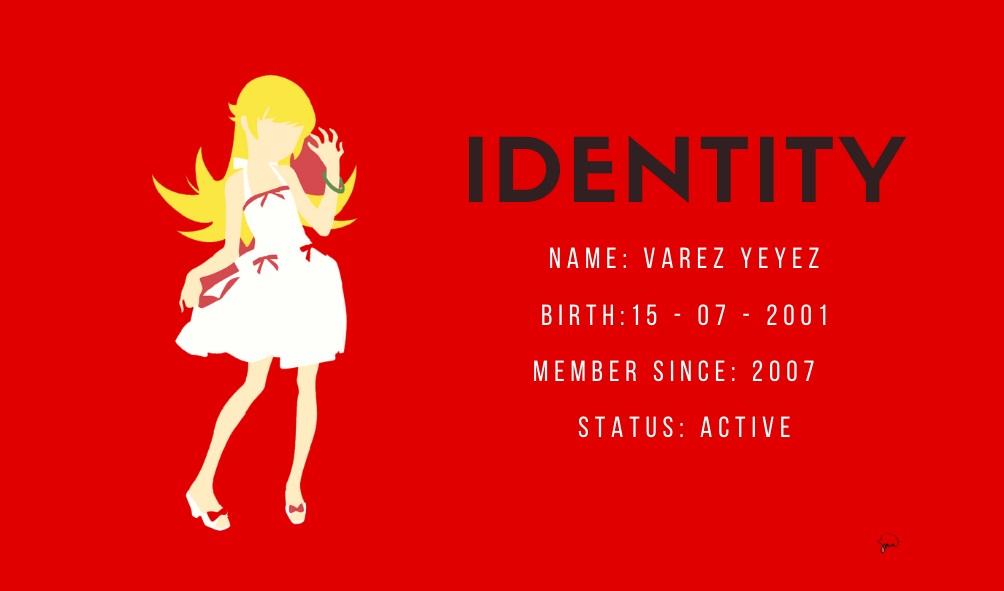 IDENTITY
NAME: VAREZ YEYEZ
BIRTH:15 - 07 - 2001
MEMBER SINCE: 2007
STATUS: ACTIVE